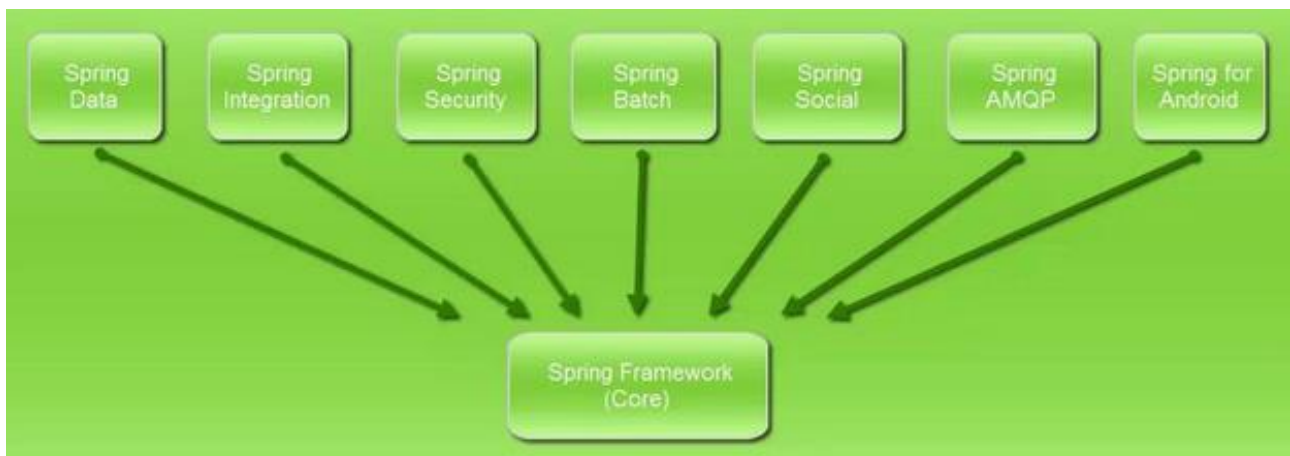 Spring
Data
Spring
Integration
Spring
Security
Spring
Batch
Spring
Social
Spring
AMQP
Spring for
Android
Spring Framework
(Core)